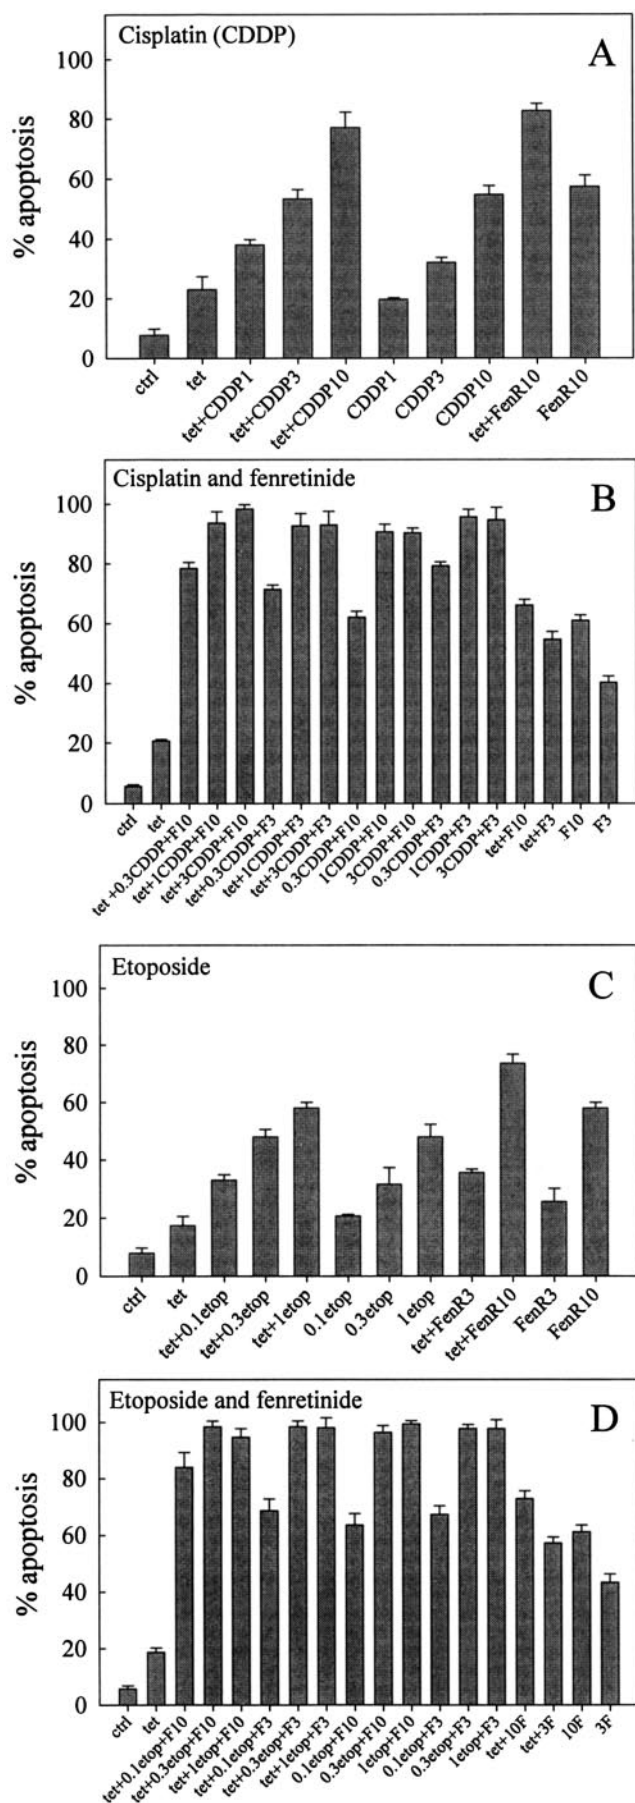 Cisplatin (CDDP)
A
100
80
60
40
20
0
% apoptosis
ctrl
tet
tet+CDDP1
tet+CDDP3
tet+CDDP10
CDDP1
CDDP3
CDDP10
tet+FenR10
FenR10
Cisplatin and fenretinide
B
100
80
60
40
20
0
% apoptosis
ctrl
tet
tet +0.3CDDP+F10
tet+1CDDP+F10
tet+3CDDP+F10
tet+0.3CDDP+F3
tet+1CDDP+F3
tet+3CDDP+F3
0.3CDDP+F10
1CDDP+F10
3CDDP+F10
0.3CDDP+F3
1CDDP+F3
3CDDP+F3
tet+F10
tet+F3
F10
F3
Etoposide
C
100
80
60
40
20
0
% apoptosis
ctrl
tet
tet+0.1etop
tet+0.3etop
tet+1etop
0.1etop
0.3etop
1etop
tet+FenR3
tet+FenR10
FenR3
FenR10
Etoposide and fenretinide
D
100
80
60
40
20
0
% apoptosis
ctrl
tet
tet+0.1etop+F10
tet+0.3etop+F10
tet+1etop+F10
tet+0.1etop+F3
tet+0.3etop+F3
tet+1etop+F3
0.1etop+F10
0.3etop+F10
1etop+F10
0.1etop+F3
0.3etop+F3
1etop+F3
tet+10F
tet+3F
10F
3F